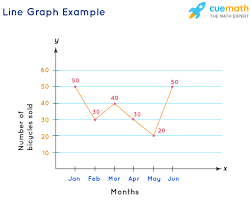 Line Graph Example
cuemath
THE MATH EXPERT
y
60
50
40
30
20
10
50
30
40
30
20
50
Jan Feb Mar Apr May Jun
x
Number of
bicycles sold
Months